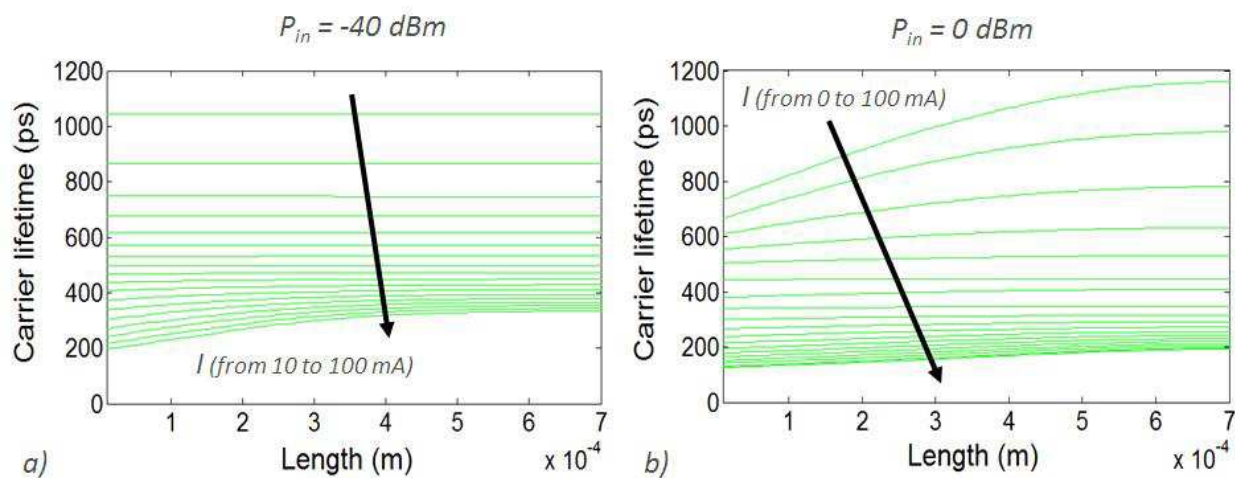 P_in = -40 dBm
P_in = 0 dBm
a)
Carrier lifetime (ps)
1200
1000
800
600
400
200
0
I (from 10 to 100 mA)
1 2 3 4 5 6 7
Length (m)
x 10^-4
b)
Carrier lifetime (ps)
1200
1000
800
600
400
200
0
I (from 0 to 100 mA)
1 2 3 4 5 6 7
Length (m)
x 10^-4